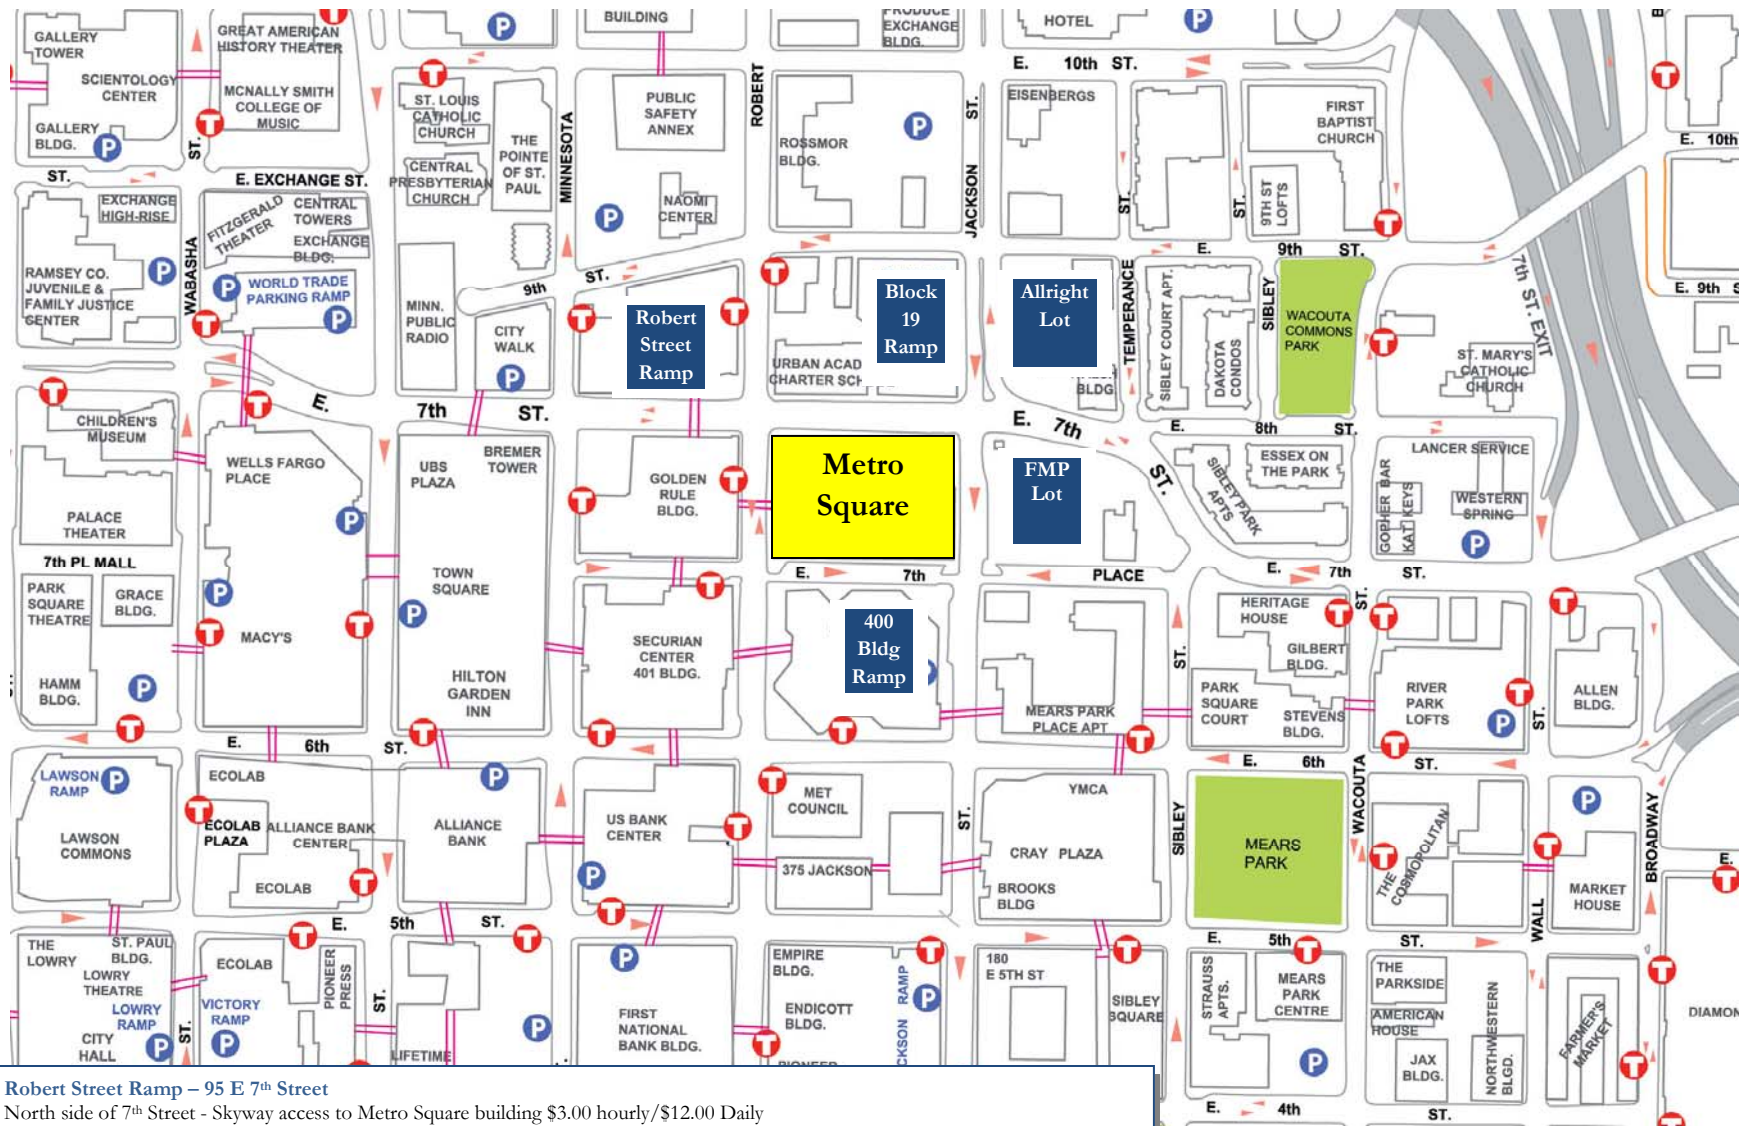 GALLERY
TOWER
SCIENTOLOGY
CENTER
GALLERY
BLDG.
P
T
GREAT AMERICAN
HISTORY THEATER
MCNALLY SMITH
COLLEGE OF
MUSIC
ST.
ST. LOUIS
CATHOLIC
CHURCH
CENTRAL
PRESBYTERIAN
CHURCH
THE
POINTE
OF ST.
PAUL
MINNESOTA
BUILDING
PUBLIC
SAFETY
ANNEX
NAOMI
CENTER
ROBERT
PRODUCE
EXCHANGE
BLDG.
ROSSMOR
BLDG.
JACKSON ST.
HOTEL
E. 10th ST.
EISENBERGS
ST.
ST.
FIRST
BAPTIST
CHURCH
9TH ST
LOFTS
E. 10th
ST.
E. EXCHANGE ST.
EXCHANGE
HIGH-RISE
RAMSEY CO.
JUVENILE &
FAMILY JUSTICE
CENTER
WABASHA
FITZGERALD
THEATER
CENTRAL
TOWERS
EXCHANGE
BLDG.
WORLD TRADE
PARKING RAMP
MINN.
PUBLIC
RADIO
9th ST.
CITY
WALK
Robert
Street
Ramp
URBAN ACAD
CHARTER SCH
Block
19
Ramp
Allright
Lot
BLDG
TEMPERANCE
E. 9th ST.
SIBLEY COURT APT.
DAKOTA
CONDOS
SIBLEY
WACOUTA
COMMONS
PARK
ST. MARY'S
CATHOLIC
CHURCH
7th ST. EXIT
E. 9th S
CHILDREN'S
MUSEUM
PALACE
THEATER
7th PL MALL
E. 7th ST.
WELLS FARGO
PLACE
UBS
PLAZA
BREMER
TOWER
GOLDEN
RULE
BLDG.
Metro
Square
E. 7th ST.
FMP
Lot
E. 8th ST.
SIBLEY PARK
APTS
ESSEX ON
THE PARK
LANCER SERVICE
GOPHER BAR
KAT KEYS
WESTERN
SPRING
PARK
SQUARE
THEATRE
GRACE
BLDG.
HAMM
BLDG.
MACY'S
TOWN
SQUARE
HILTON
GARDEN
INN
SECURIAN
CENTER
401 BLDG.
E. 7th PLACE
400
Bldg
Ramp
MEARS PARK
PLACE APT
E. 7th ST.
ST.
ST.
HERITAGE
HOUSE
GILBERT
BLDG.
PARK
SQUARE
COURT
STEVENS
BLDG.
RIVER
PARK
LOFTS
ST.
ALLEN
BLDG.
E. 6th ST.
E. 6th ST.
LAWSON
RAMP
LAWSON
COMMONS
ECOLAB
ECOLAB
PLAZA
ALLIANCE BANK
CENTER
ECOLAB
ALLIANCE
BANK
US BANK
CENTER
MET
COUNCIL
375 JACKSON
ST.
YMCA
CRAY PLAZA
BROOKS
BLDG
SIBLEY
MEARS
PARK
WACOUTA
THE
COSMOPOLITAN
WALL
MARKET
HOUSE
BROADWAY
E.
E. 5th ST.
E. 5th ST.
THE
LOWRY
ST. PAUL
BLDG.
LOWRY
THEATRE
LOWRY
RAMP
CITY
HALL
ST.
ECOLAB
VICTORY
RAMP
PIONEER
PRESS
ST.
LIFETIME
FIRST
NATIONAL
BANK BLDG.
EMPIRE
BLDG.
ENDICOTT
BLDG.
PIONEER
CKSON RAMP
180
E 5TH ST
SIBLEY
SQUARE
STRAUSS
APTS.
MEARS
PARK
CENTRE
THE
PARKSIDE
AMERICAN
HOUSE
JAX
BLDG.
NORTHWESTERN
BLGD.
FARMER'S
MARKET
DIAMON
E. 4th ST.
Robert Street Ramp – 95 E 7th Street
North side of 7th Street - Skyway access to Metro Square building $3.00 hourly/$12.00 Daily